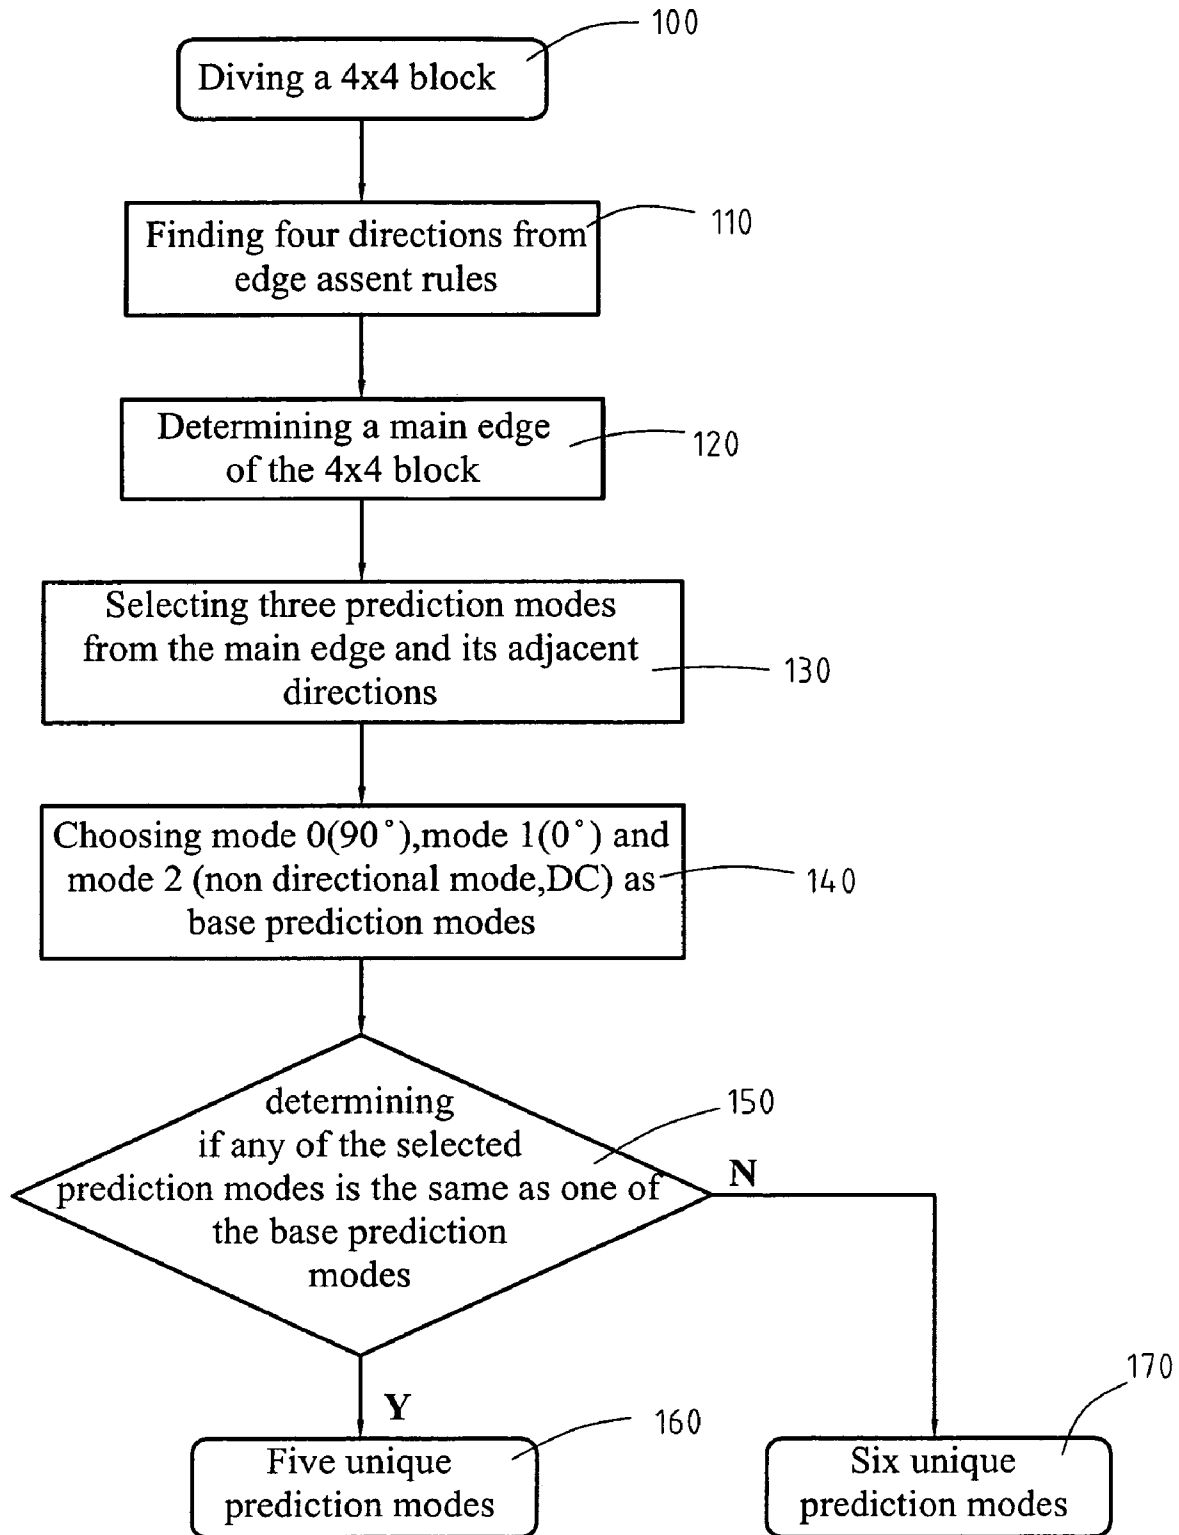 100
Diving a 4x4 block
110
Finding four directions from
edge assent rules
120
Determining a main edge
of the 4x4 block
Selecting three prediction modes
from the main edge and its adjacent
directions
130
Choosing mode 0(90°),mode 1(0°) and
mode 2 (non directional mode,DC) as
base prediction modes
140
determining
if any of the selected
prediction modes is the same as one of
the base prediction
modes
150
N
Y
160
Five unique
prediction modes
170
Six unique
prediction modes